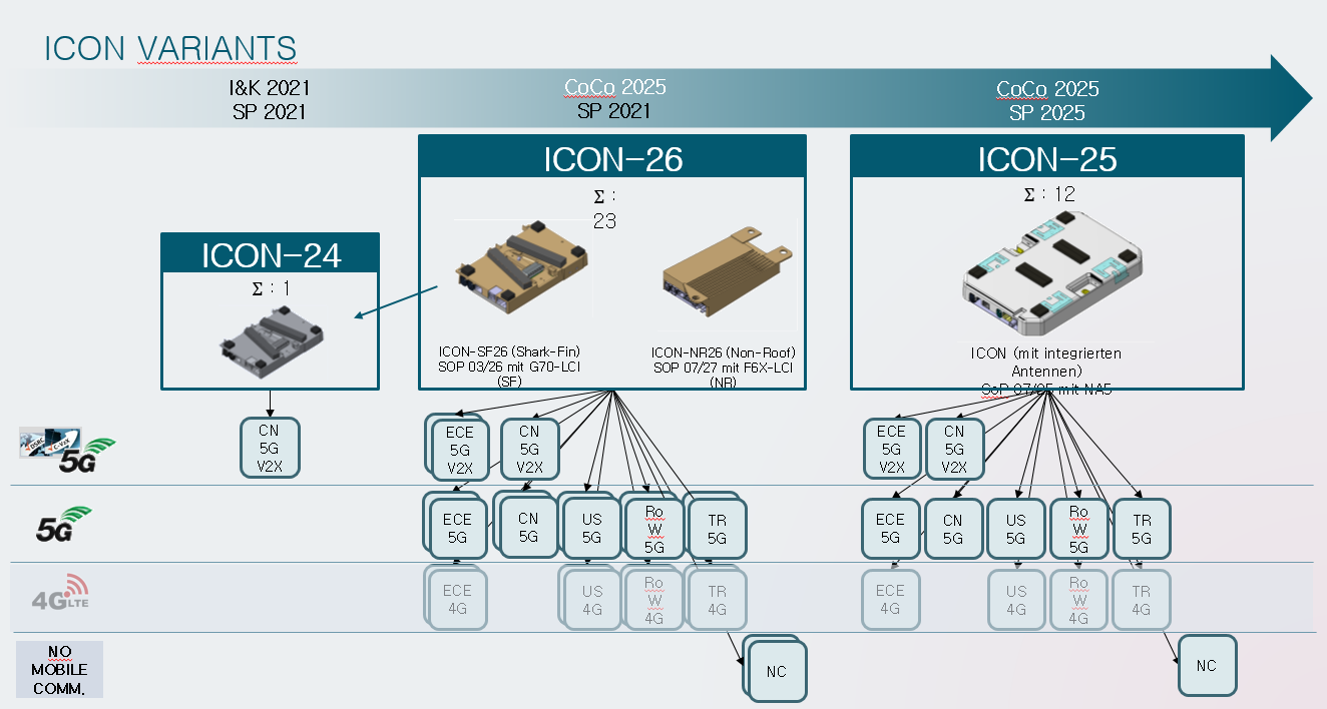 ICON VARIANTS
I&K 2021
SP 2021
CoCo 2025
SP 2021
CoCo 2025
SP 2025
ICON-24
Σ : 1
ICON-26
Σ :
23
ICON-SF26 (Shark-Fin)
SOP 03/26 mit G70-LCI
(SF)
ICON-NR26 (Non-Roof)
SOP 07/27 mit F6X-LCI
(NR)
ICON-25
Σ : 12
ICON (mit integrierten
Antennen)
SoP 07/25 mit NA5
DSRC
C-V2X
5G
CN
5G
V2X
ECE
5G
V2X
CN
5G
V2X
ECE
5G
V2X
CN
5G
V2X
5G
ECE
5G
CN
5G
US
5G
Ro
W
5G
TR
5G
ECE
5G
CN
5G
US
5G
Ro
W
5G
TR
5G
4G LTE
ECE
4G
US
4G
Ro
W
4G
TR
4G
ECE
4G
US
4G
Ro
W
4G
TR
4G
NO
MOBILE
COMM.
NC
NC